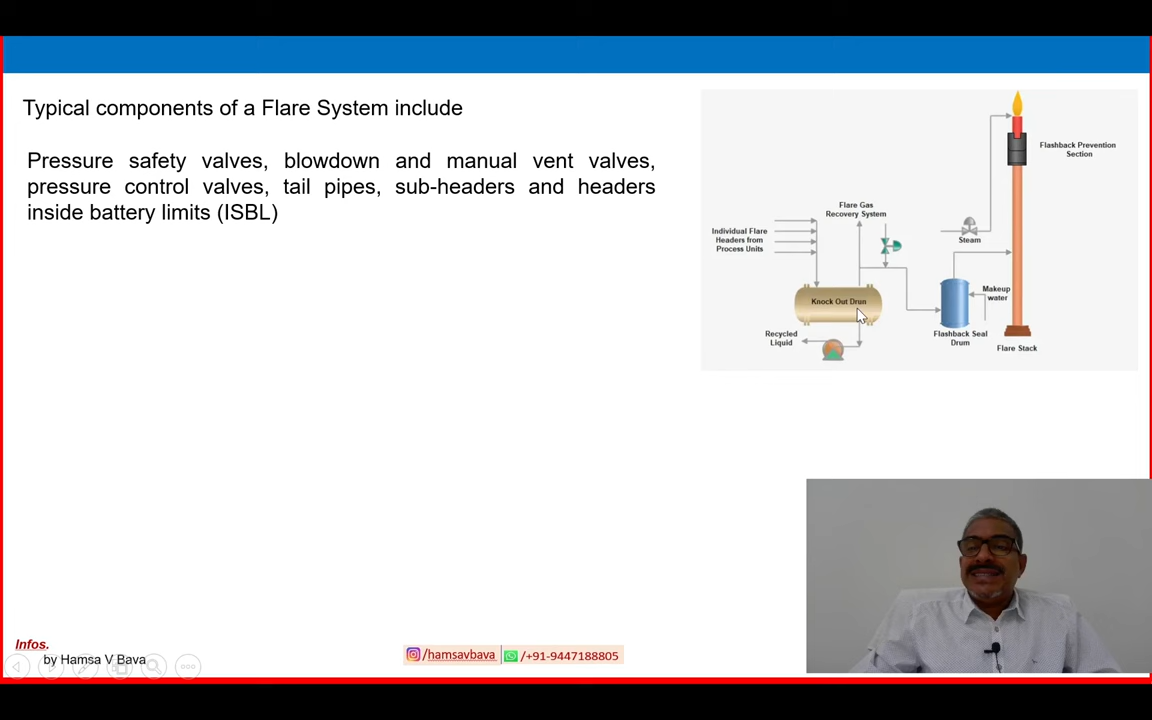 Typical components of a Flare System include
Pressure safety valves, blowdown and manual vent valves,
pressure control valves, tail pipes, sub-headers and headers
inside battery limits (ISBL)
Flashback Prevention
Section
Flare Gas
Recovery System
Individual Flare
Headers from
Process Units
Steam
Knock Out Drun
Makeup
water
Recycled
Liquid
Flashback Seal
Drum
Flare Stack
Infos.
by Hamsa V Bava
/hamsavbava
/+91-9447188805